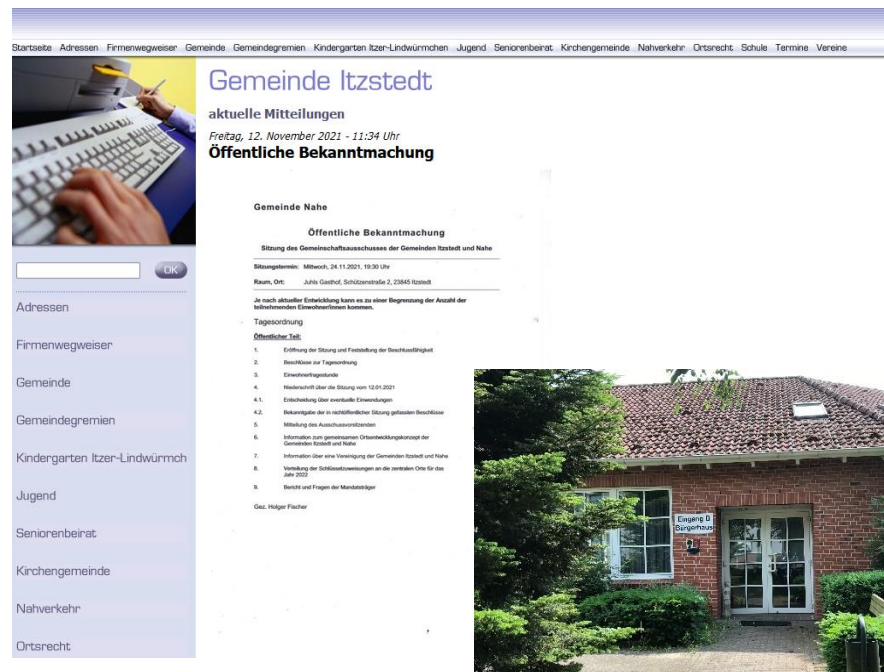 Startseite Adressen Firmenwegweiser Gemeinde Gemeindegremien Kindergarten Itzer-Lindwürmchen Jugend Seniorenbeirat Kirchengemeinde Nahverkehr Ortsrecht Schule Termine Vereine
Gemeinde Itzstedt
aktuelle Mitteilungen
Freitag, 12. November 2021 - 11:34 Uhr
Öffentliche Bekanntmachung
OK
Adressen
Firmenwegweiser
Gemeinde
Gemeindegremien
Kindergarten Itzer-Lindwürmch
Jugend
Seniorenbeirat
Kirchengemeinde
Nahverkehr
Ortsrecht
Gemeinde Nahe
Öffentliche Bekanntmachung
Sitzung des Gemeinschaftsausschusses der Gemeinden Itzstedt und Nahe
Sitzungstermin: Mittwoch, 24.11.2021, 19:30 Uhr
Raum, Ort: Juhls Gasthof, Schützenstraße 2, 23845 Itzstedt
Je nach aktueller Entwicklung kann es zu einer Begrenzung der Anzahl der
teilnehmenden Einwohner/innen kommen.
Tagesordnung
Öffentlicher Teil:
1. Eröffnung der Sitzung und Feststellung der Beschlussfähigkeit
2. Beschlüsse zur Tagesordnung
3. Einwohnerfragestunde
4. Niederschrift über die Sitzung vom 12.01.2021
4.1. Entscheidung über eventuelle Einwendungen
4.2. Bekanntgabe der in nichtöffentlicher Sitzung gefassten Beschlüsse
5. Mitteilung des Ausschussvorsitzenden
6. Information zum gemeinsamen Ortsentwicklungskonzept der
Gemeinden Itzstedt und Nahe
7. Information über eine Vereinigung der Gemeinden Itzstedt und Nahe
8. Verteilung der Schlüsselzuweisungen an die zentralen Orte für das
Jahr 2022
9. Bericht und Fragen der Mandatsträger
Gez. Holger Fischer
Eingang D
Bürgerhaus